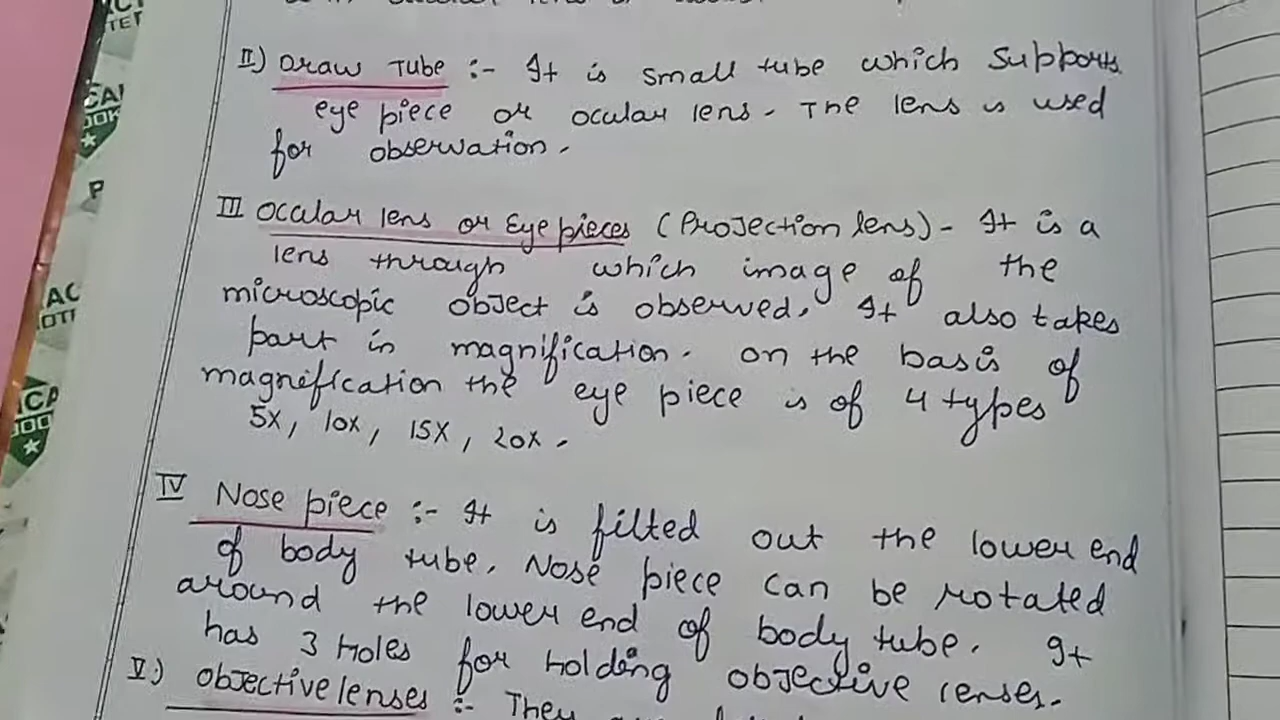 II) Draw Tube :- It is small tube which supports
eye piece or ocular lens. The lens is used
for observation.
III Ocular lens or Eye pieces (Projection lens) - It is a
lens through which image of the
microscopic object is observed. It also takes
part in magnification. on the basis of
magnification the eye piece is of 4 types
5x, 10x, 15x, 20x.
IV Nose piece :- It is filted out the lower end
of body tube. Nose piece can be rotated
around the lower end of body tube. It
has 3 Holes for holding objective lenses.
V.) Objective lenses :- They